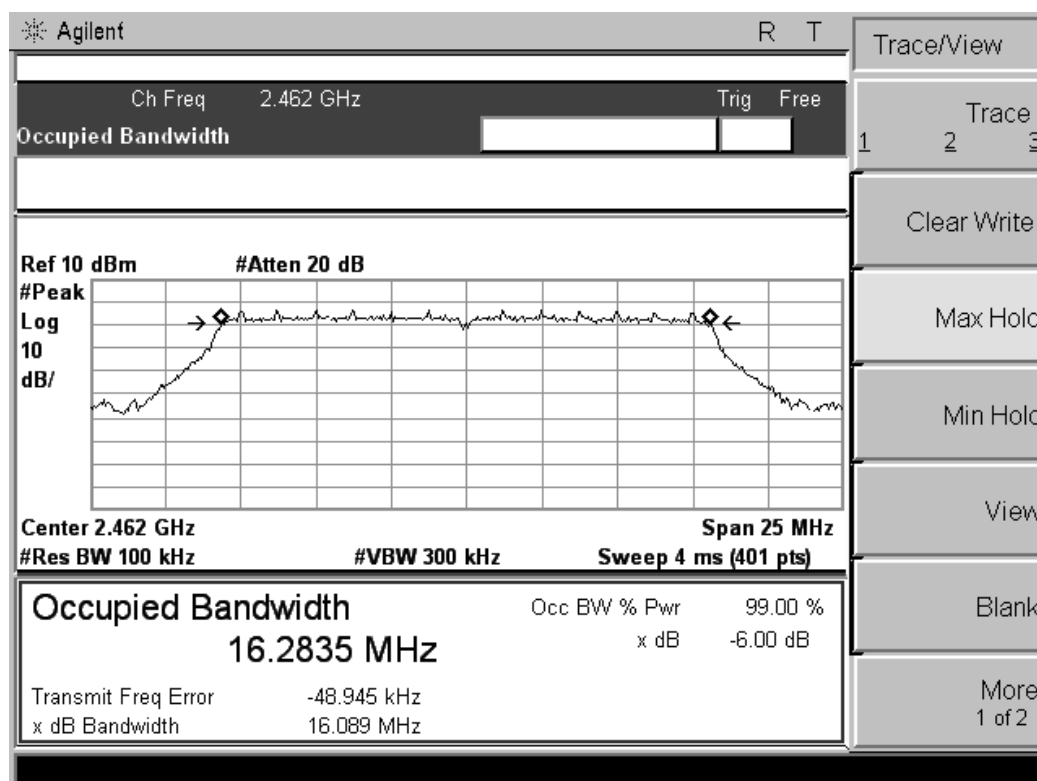 Agilent R T
Trace/View
Ch Freq 2.462 GHz Trig Free
Occupied Bandwidth
Trace
1 2 3
Clear Write
Max Hold
Min Hold
View
Blank
More
1 of 2
Ref 10 dBm #Atten 20 dB
#Peak
Log
10
dB/
Center 2.462 GHz Span 25 MHz
#Res BW 100 kHz #VBW 300 kHz Sweep 4 ms (401 pts)
Occupied Bandwidth Occ BW % Pwr 99.00 %
16.2835 MHz x dB -6.00 dB
Transmit Freq Error -48.945 kHz
x dB Bandwidth 16.089 MHz